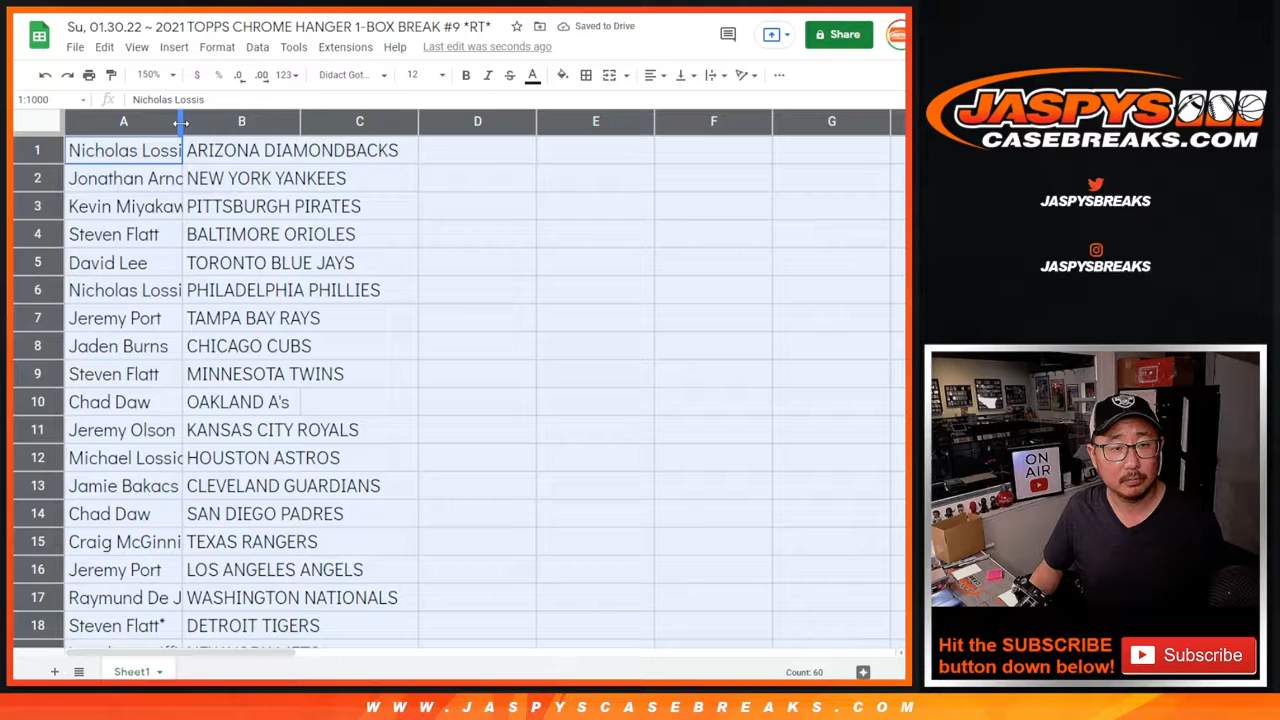 Su, 01.30.22 ~ 2021 TOPPS CHROME HANGER 1-BOX BREAK #9 *RT*
Saved to Drive
File Edit View Insert Format Data Tools Extensions Help Last edit was seconds ago
Share
150% $ % .0 .00 123 Didact Got... 12 B I S A
1:1000 fx Nicholas Lossis
A B C D E F G
1 Nicholas Lossi ARIZONA DIAMONDBACKS
2 Jonathan Arno NEW YORK YANKEES
3 Kevin Miyakaw PITTSBURGH PIRATES
4 Steven Flatt BALTIMORE ORIOLES
5 David Lee TORONTO BLUE JAYS
6 Nicholas Lossi PHILADELPHIA PHILLIES
7 Jeremy Port TAMPA BAY RAYS
8 Jaden Burns CHICAGO CUBS
9 Steven Flatt MINNESOTA TWINS
10 Chad Daw OAKLAND AS
11 Jeremy Olson KANSAS CITY ROYALS
12 Michael Lossio HOUSTON ASTROS
13 Jamie Bakacs CLEVELAND GUARDIANS
14 Chad Daw SAN DIEGO PADRES
15 Craig McGinni TEXAS RANGERS
16 Jeremy Port LOS ANGELES ANGELS
17 Raymund De J WASHINGTON NATIONALS
18 Steven Flatt* DETROIT TIGERS
Sheet1
Count: 60
JASPYS
CASEBREAKS.COM
JASPYSBREAKS
JASPYSBREAKS
ON
AIR
Hit the SUBSCRIBE
button down below!
Subscribe
WWW.JASPYSCASEBREAKS.COM